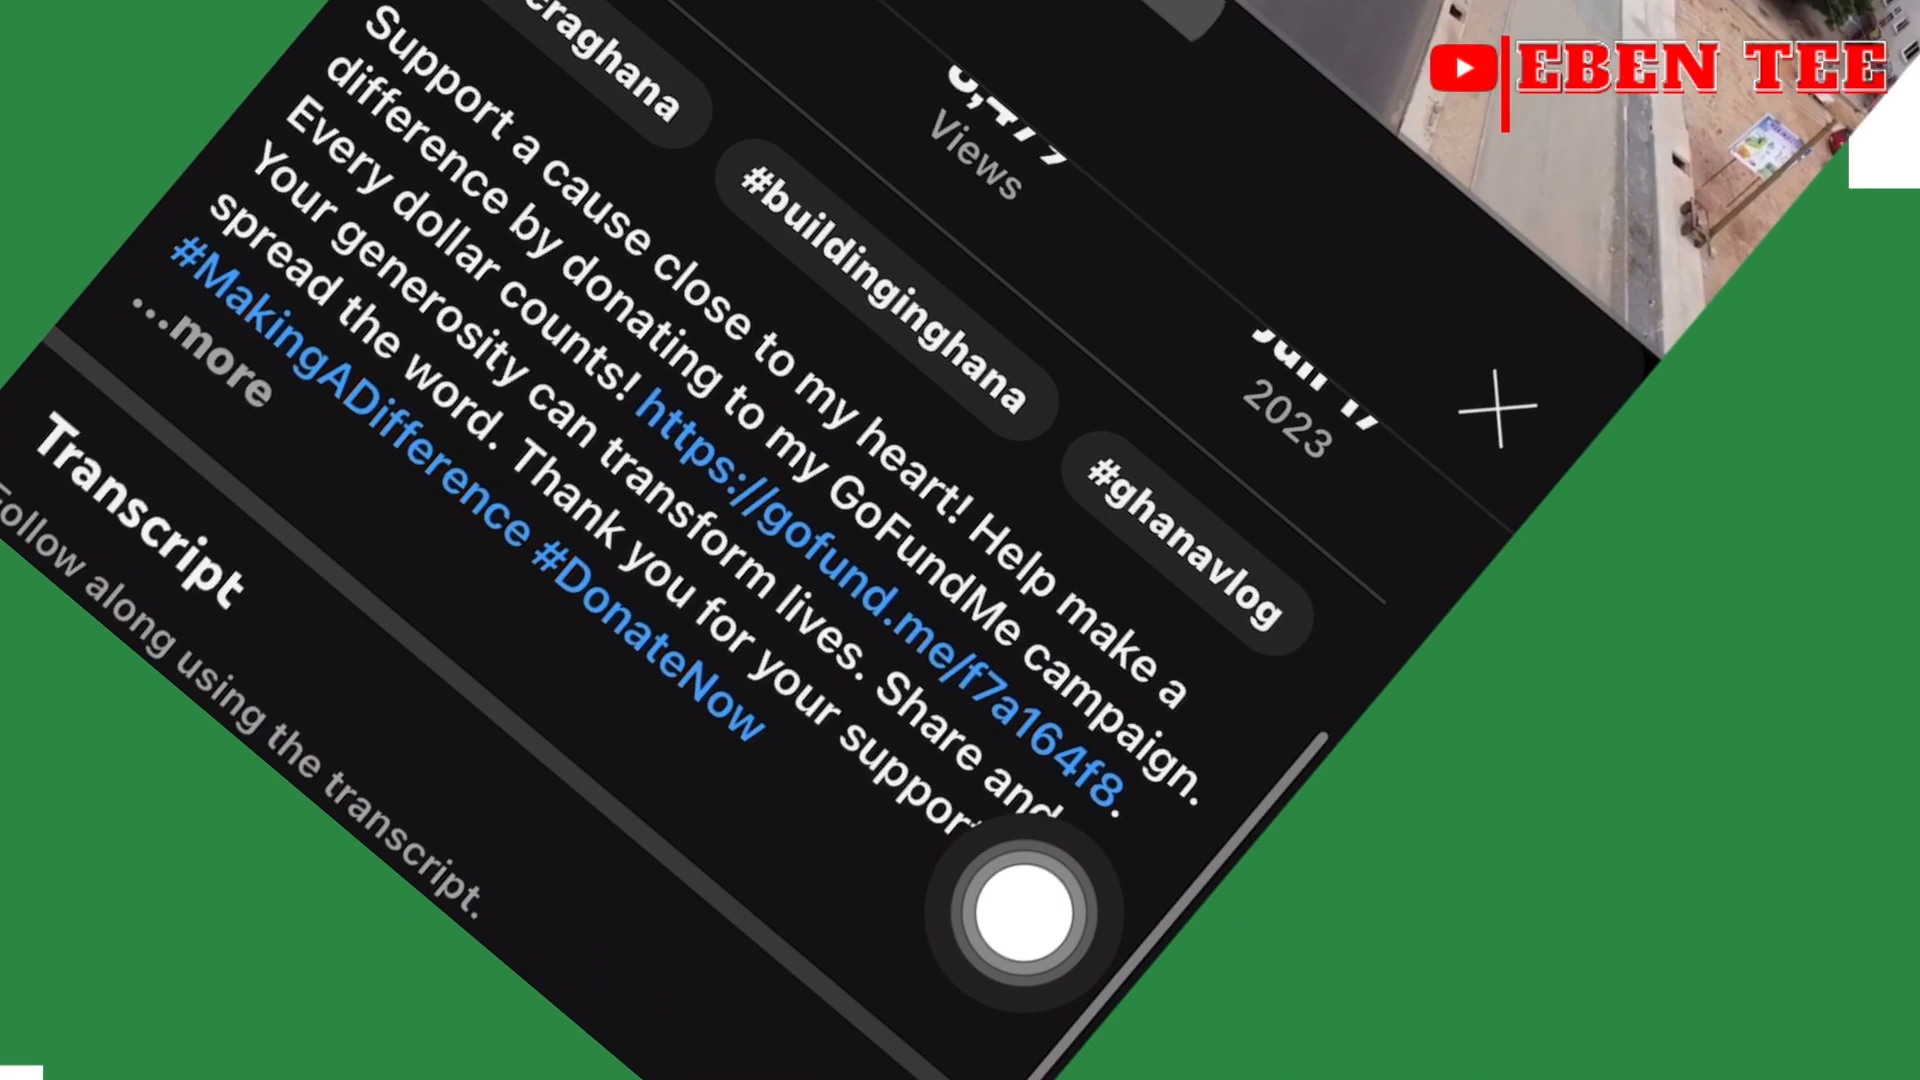 EBEN TEE
Views
2023
eraghana
#buildinginghana
#ghanavlog
Support a cause close to my heart! Help make a
difference by donating to my GoFundMe campaign.
Every dollar counts! https://gofund.me/f7a164f8.
Your generosity can transform lives. Share and
spread the word. Thank you for your support
#MakingADifference #DonateNow
...more
Transcript
Follow along using the transcript.